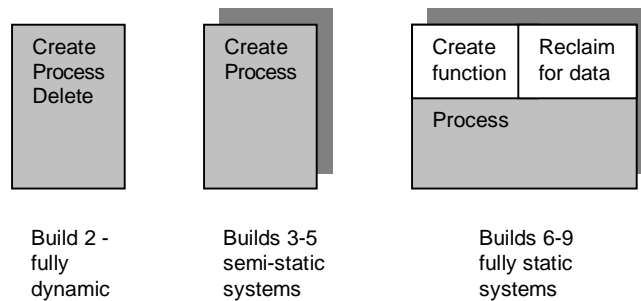 Create
Process
Delete
Create
Process
Create
function
Reclaim
for data
Process
Build 2 -
fully
dynamic
Builds 3-5
semi-static
systems
Builds 6-9
fully static
systems